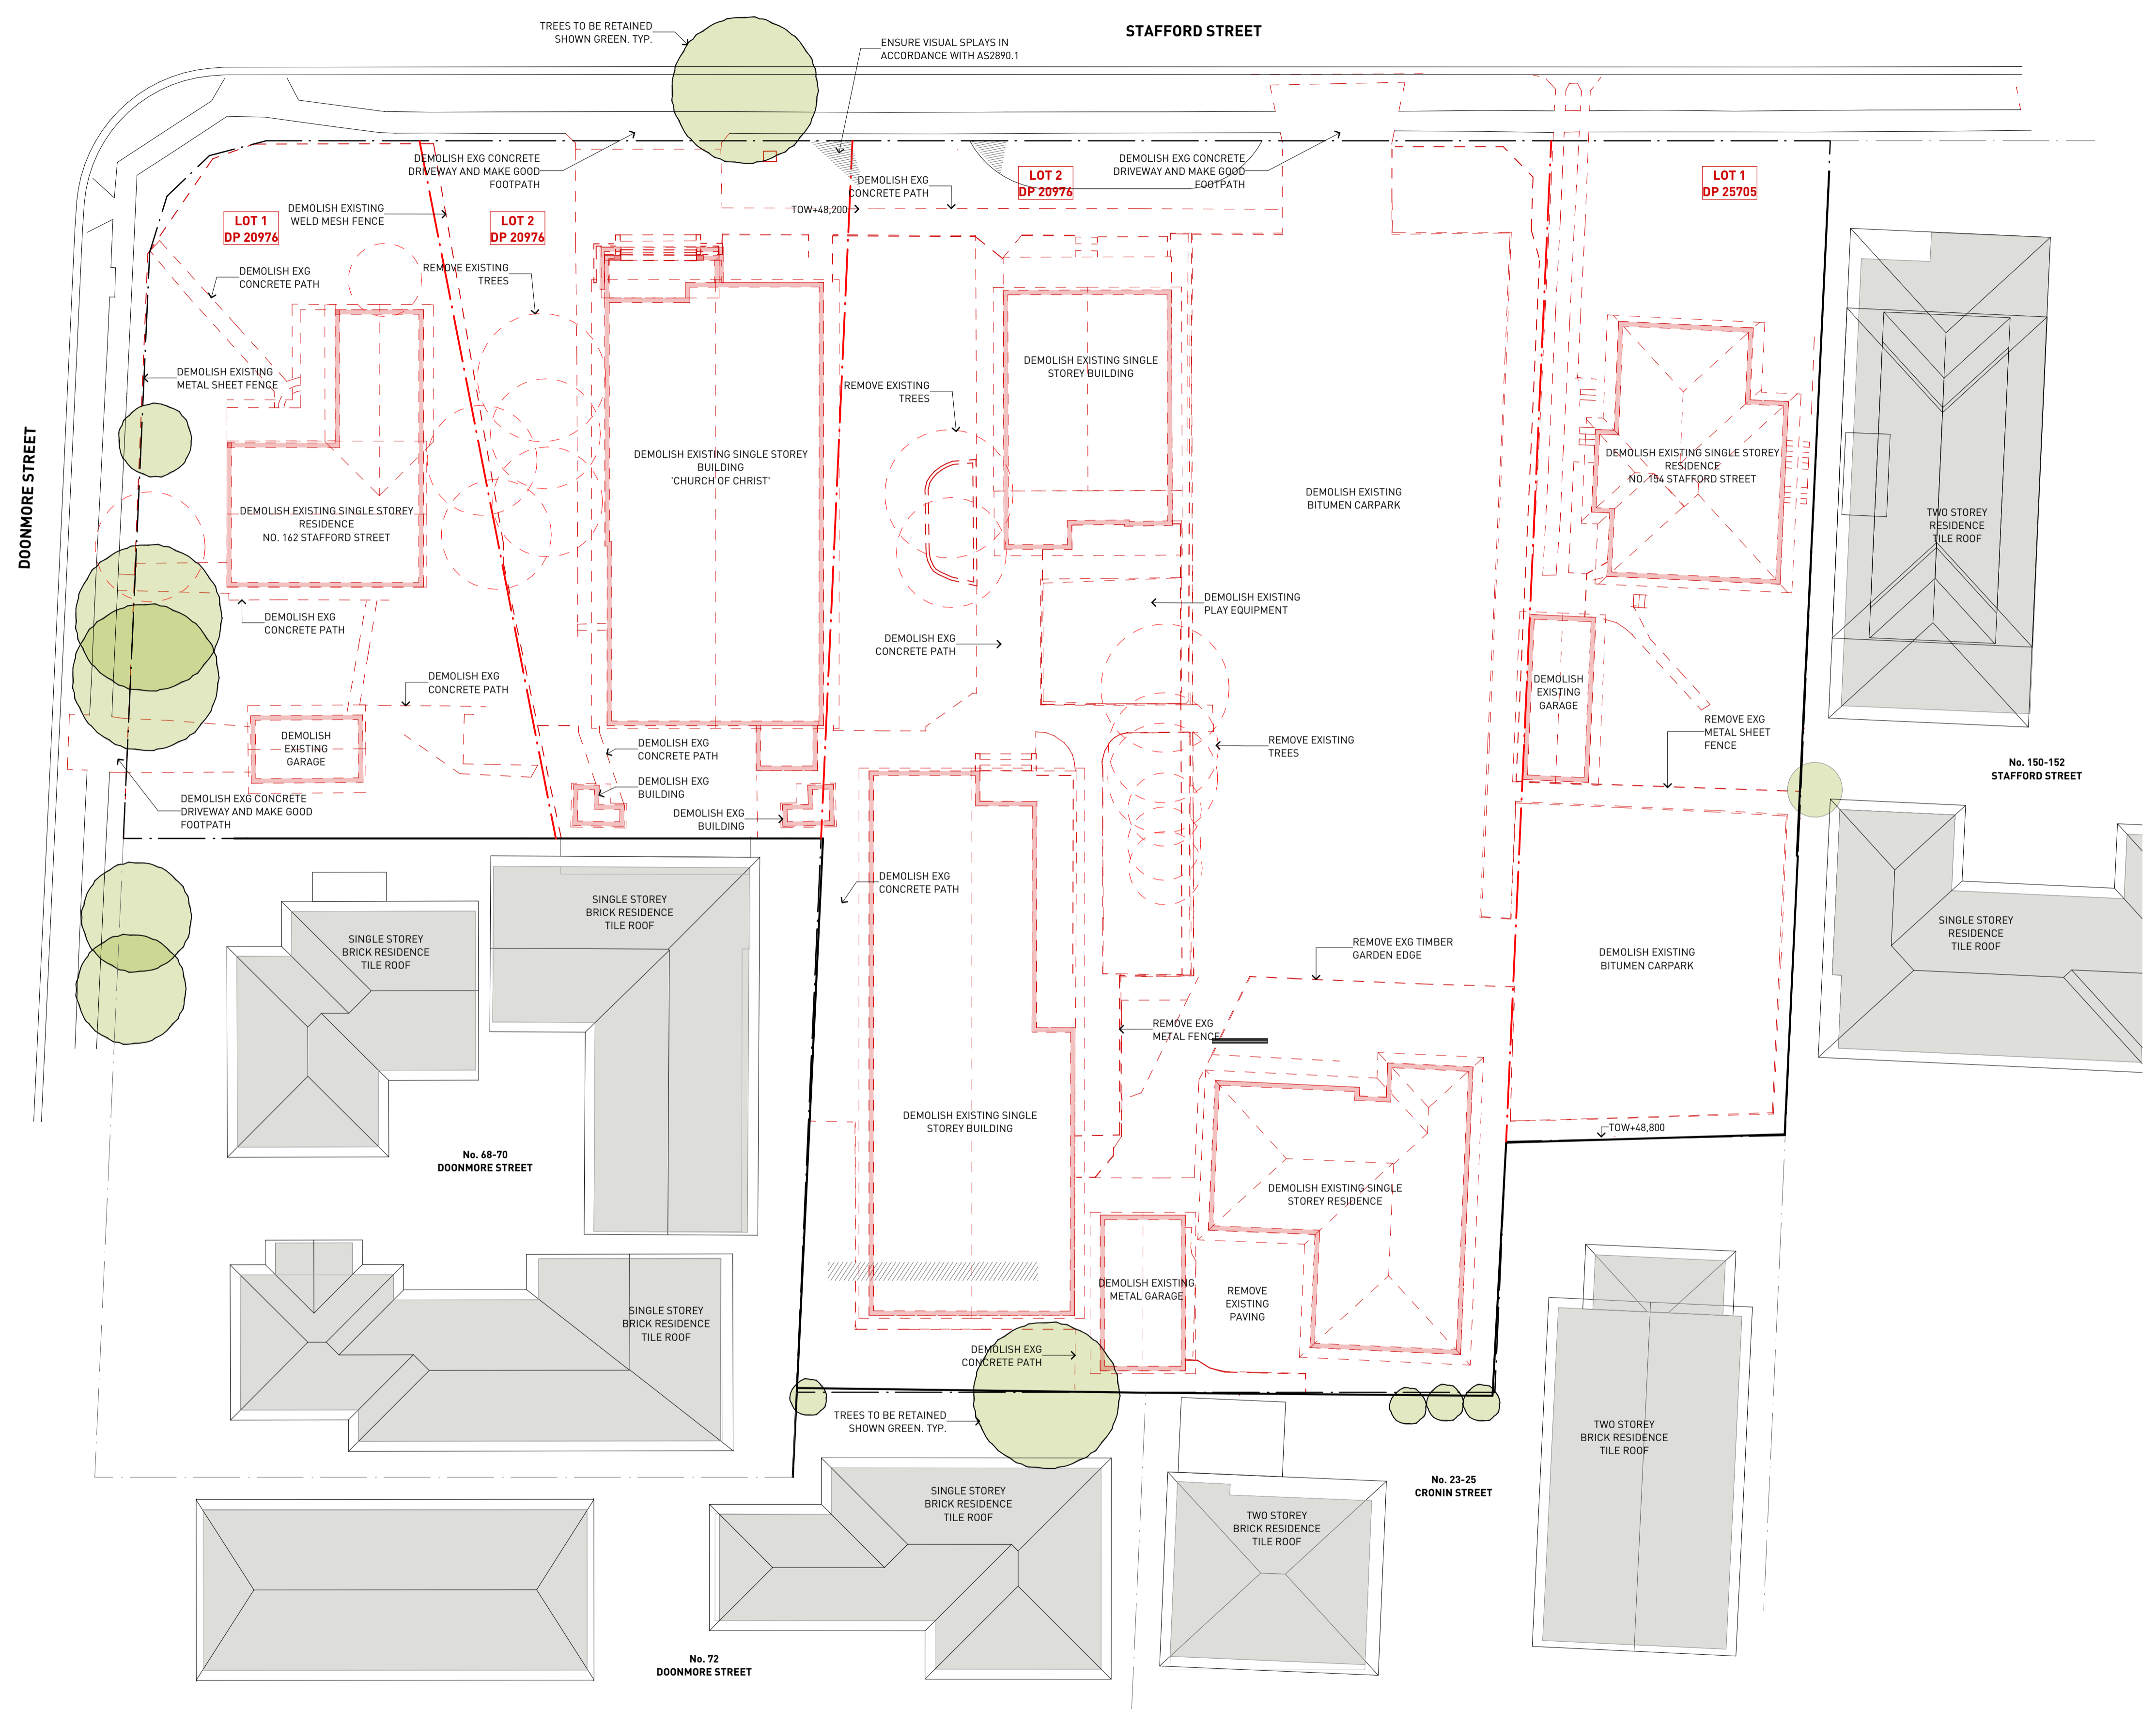 STAFFORD STREET
TREES TO BE RETAINED
SHOWN GREEN. TYP.
ENSURE VISUAL SPLAYS IN
ACCORDANCE WITH AS2890.1
DEMOLISH EXG CONCRETE
DRIVEWAY AND MAKE GOOD
FOOTPATH
DEMOLISH EXG
CONCRETE PATH
LOT 2
DP 20976
DEMOLISH EXG CONCRETE
DRIVEWAY AND MAKE GOOD
FOOTPATH
LOT 1
DP 25705
TOW+48,200
DEMOLISH EXISTING
WELD MESH FENCE
LOT 1
DP 20976
LOT 2
DP 20976
DEMOLISH EXG
CONCRETE PATH
REMOVE EXISTING
TREES
DEMOLISH EXISTING
METAL SHEET FENCE
DEMOLISH EXISTING SINGLE
STOREY BUILDING
REMOVE EXISTING
TREES
DOONMORE STREET
DEMOLISH EXISTING SINGLE STOREY
RESIDENCE
NO. 162 STAFFORD STREET
DEMOLISH EXISTING SINGLE STOREY
BUILDING
'CHURCH OF CHRIST'
DEMOLISH EXISTING
BITUMEN CARPARK
DEMOLISH EXISTING SINGLE STOREY
RESIDENCE
NO. 154 STAFFORD STREET
TWO STOREY
RESIDENCE
TILE ROOF
DEMOLISH EXISTING
PLAY EQUIPMENT
DEMOLISH EXG
CONCRETE PATH
DEMOLISH EXG
CONCRETE PATH
DEMOLISH EXG
CONCRETE PATH
DEMOLISH
EXISTING
GARAGE
REMOVE EXG
METAL SHEET
FENCE
DEMOLISH
EXISTING
GARAGE
DEMOLISH EXG
CONCRETE PATH
REMOVE EXISTING
TREES
No. 150-152
STAFFORD STREET
DEMOLISH EXG
BUILDING
DEMOLISH EXG CONCRETE
DRIVEWAY AND MAKE GOOD
FOOTPATH
DEMOLISH EXG
BUILDING
DEMOLISH EXG
CONCRETE PATH
SINGLE STOREY
BRICK RESIDENCE
TILE ROOF
SINGLE STOREY
BRICK RESIDENCE
TILE ROOF
REMOVE EXG TIMBER
GARDEN EDGE
DEMOLISH EXISTING
BITUMEN CARPARK
SINGLE STOREY
RESIDENCE
TILE ROOF
REMOVE EXG
METAL FENCE
DEMOLISH EXISTING SINGLE
STOREY BUILDING
TOW+48,800
No. 68-70
DOONMORE STREET
DEMOLISH EXISTING SINGLE
STOREY RESIDENCE
DEMOLISH EXISTING
METAL GARAGE
REMOVE
EXISTING
PAVING
SINGLE STOREY
BRICK RESIDENCE
TILE ROOF
DEMOLISH EXG
CONCRETE PATH
TREES TO BE RETAINED
SHOWN GREEN. TYP.
TWO STOREY
BRICK RESIDENCE
TILE ROOF
No. 23-25
CRONIN STREET
SINGLE STOREY
BRICK RESIDENCE
TILE ROOF
TWO STOREY
BRICK RESIDENCE
TILE ROOF
No. 72
DOONMORE STREET